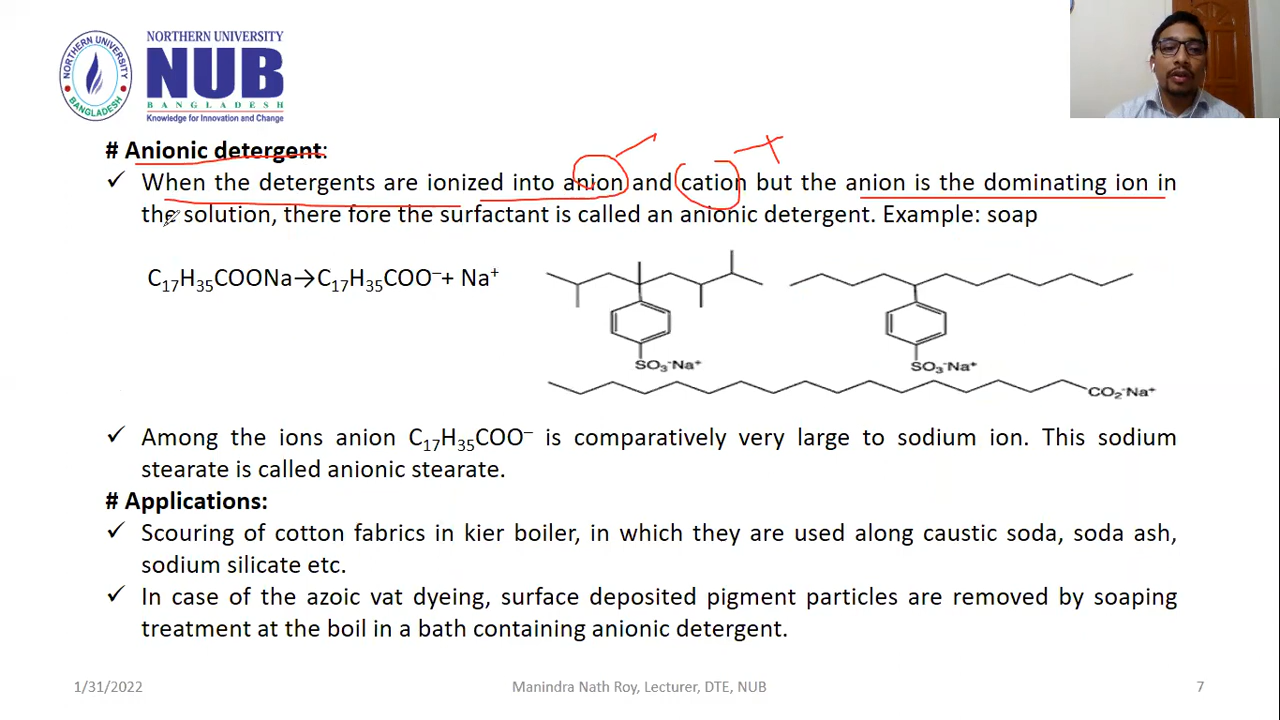 NORTHERN UNIVERSITY
NORTHERN UNIVERSITY
BANGLADESH
NUB
BANGLADESH
Knowledge for Innovation and Change
# Anionic detergent:
✓ When the detergents are ionized into anion and cation but the anion is the dominating ion in
the solution, there fore the surfactant is called an anionic detergent. Example: soap
C₁₇H₃₅COONa→C₁₇H₃₅COO⁻+ Na⁺
SO₃⁻Na⁺
SO₃⁻Na⁺
CO₂⁻Na⁺
✓ Among the ions anion C₁₇H₃₅COO⁻ is comparatively very large to sodium ion. This sodium
stearate is called anionic stearate.
# Applications:
✓ Scouring of cotton fabrics in kier boiler, in which they are used along caustic soda, soda ash,
sodium silicate etc.
✓ In case of the azoic vat dyeing, surface deposited pigment particles are removed by soaping
treatment at the boil in a bath containing anionic detergent.
1/31/2022
Manindra Nath Roy, Lecturer, DTE, NUB
7